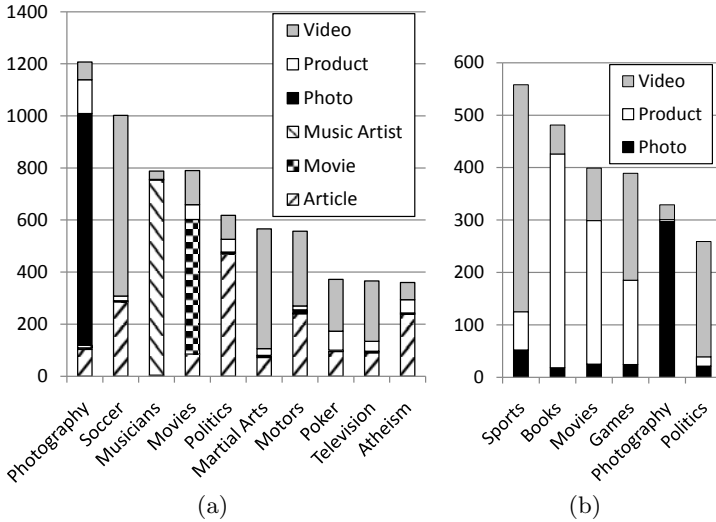 1400
1200
1000
800
600
400
200
0
Video
Product
Photo
Music Artist
Movie
Article
Photography
Soccer
Musicians
Movies
Politics
Martial Arts
Motors
Poker
Television
Atheism
(a)
600
500
400
300
200
100
0
Video
Product
Photo
Sports
Books
Movies
Games
Photography
Politics
(b)